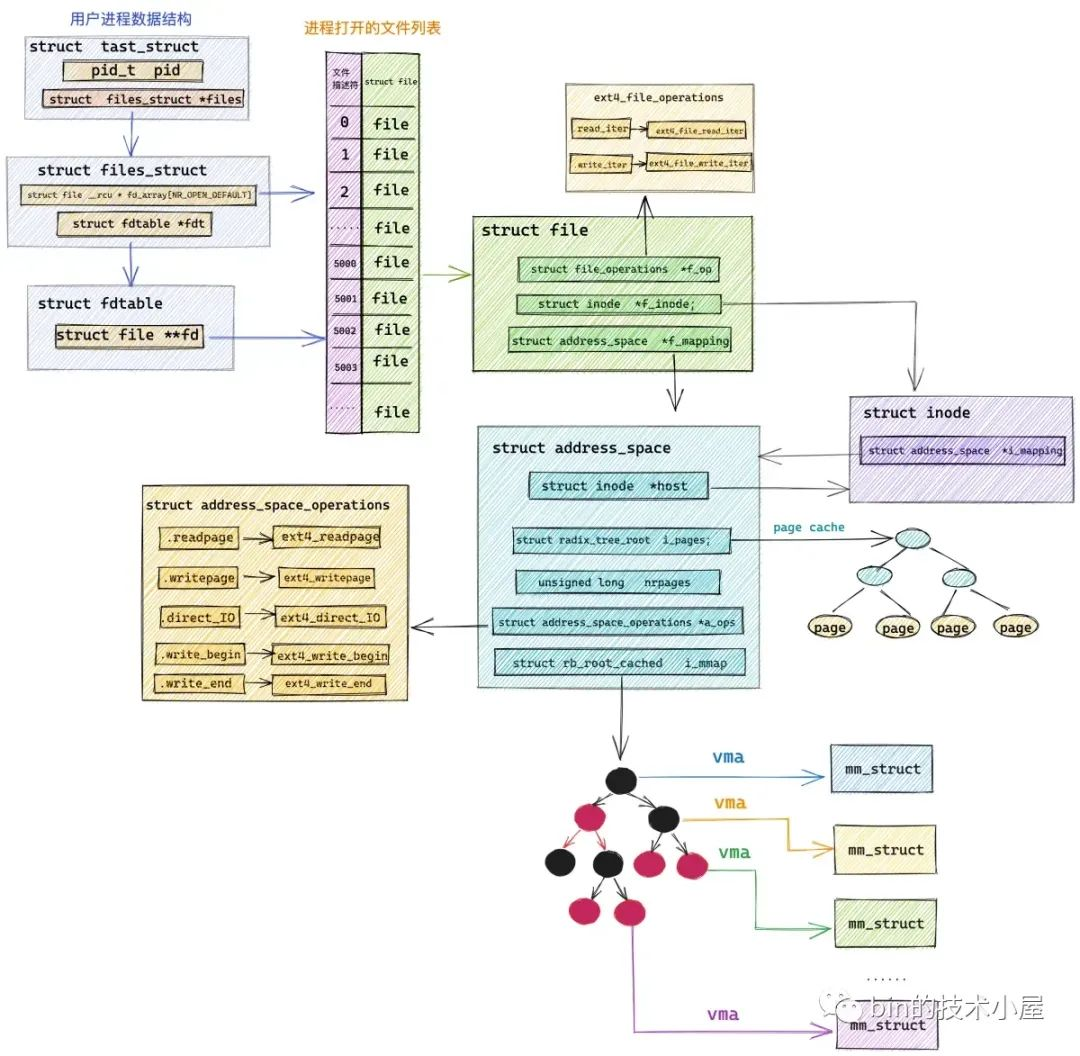 用户进程数据结构
struct tast_struct
pid_t pid
struct files_struct *files
struct files_struct
struct file __rcu * fd_array[NR_OPEN_DEFAULT]
struct fdtable *fdt
struct fdtable
struct file **fd
进程打开的文件列表
文件
描述符
struct file
0 file
1 file
2 file
..... file
5000 file
5001 file
5002 file
5003 file
..... file
ext4_file_operations
.read_iter ext4_file_read_iter
.write_iter ext4_file_write_iter
struct file
struct file_operations *f_op
struct inode *f_inode;
struct address_space *f_mapping
struct inode
struct address_space *i_mapping
struct address_space
struct inode *host
struct radix_tree_root i_pages;
unsigned long nrpages
struct address_space_operations *a_ops
struct rb_root_cached i_mmap
page cache
page page page page
struct address_space_operations
.readpage ext4_readpage
.writepage ext4_writepage
.direct_IO ext4_direct_IO
.write_begin ext4_write_begin
.write_end ext4_write_end
vma mm_struct
vma mm_struct
vma mm_struct
......
vma mm_struct
bin的技术小屋